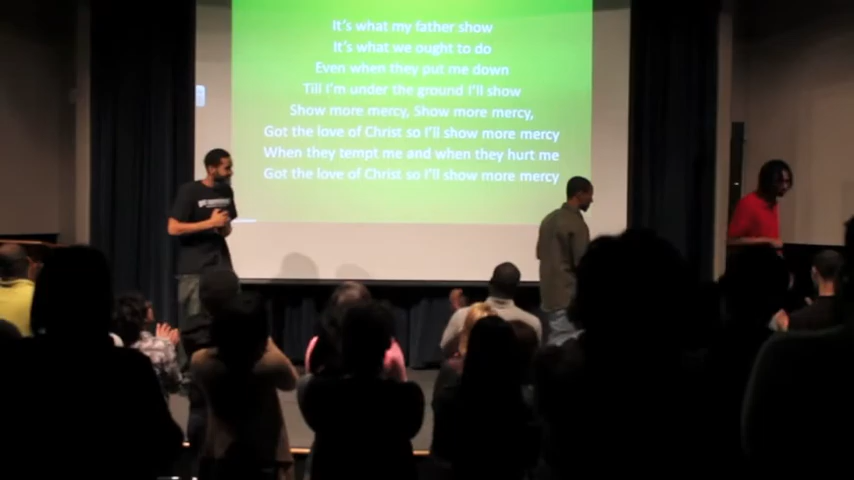 It's what my father show
It's what we ought to do
Even when they put me down
Till I'm under the ground I'll show
Show more mercy, Show more mercy,
Got the love of Christ so I'll show more mercy
When they tempt me and when they hurt me
Got the love of Christ so I'll show more mercy